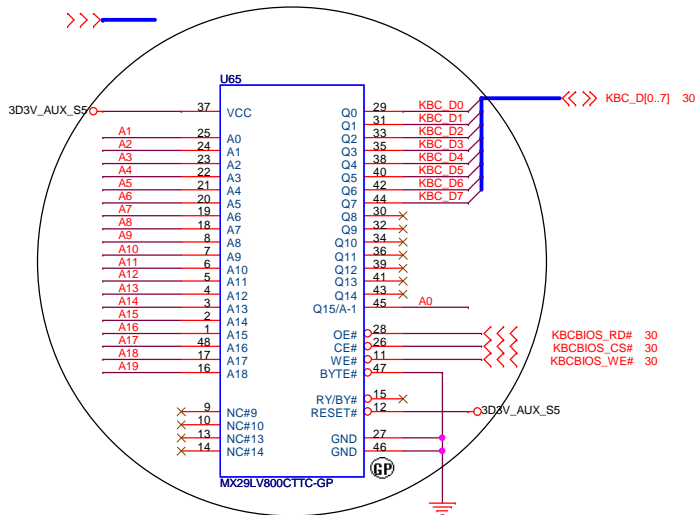 U65
3D3V_AUX_S5 37 VCC Q0 29 KBC_D0 KBC_D[0..7] 30
Q1 31 KBC_D1
A1 25 A0 Q2 33 KBC_D2
A2 24 A1 Q3 35 KBC_D3
A3 23 A2 Q4 38 KBC_D4
A4 22 A3 Q5 40 KBC_D5
A5 21 A4 Q6 42 KBC_D6
A6 20 A5 Q7 44 KBC_D7
A7 19 A6 Q8 30
A8 18 A7 Q9 32
A9 8 A8 Q10 34
A10 7 A9 Q11 36
A11 6 A10 Q12 39
A12 5 A11 Q13 41
A13 4 A12 Q14 43
A14 3 A13 Q15/A-1 45 A0
A15 2 A14
A16 1 A15 OE# 28 KBCBIOS_RD# 30
A17 48 A16 CE# 26 KBCBIOS_CS# 30
A18 17 A17 WE# 11 KBCBIOS_WE# 30
A19 16 A18 BYTE# 47
RY/BY# 15
9 NC#9 RESET# 12 3D3V_AUX_S5
10 NC#10
13 NC#13 GND 27
14 NC#14 GND 46
GP
MX29LV800CTTC-GP